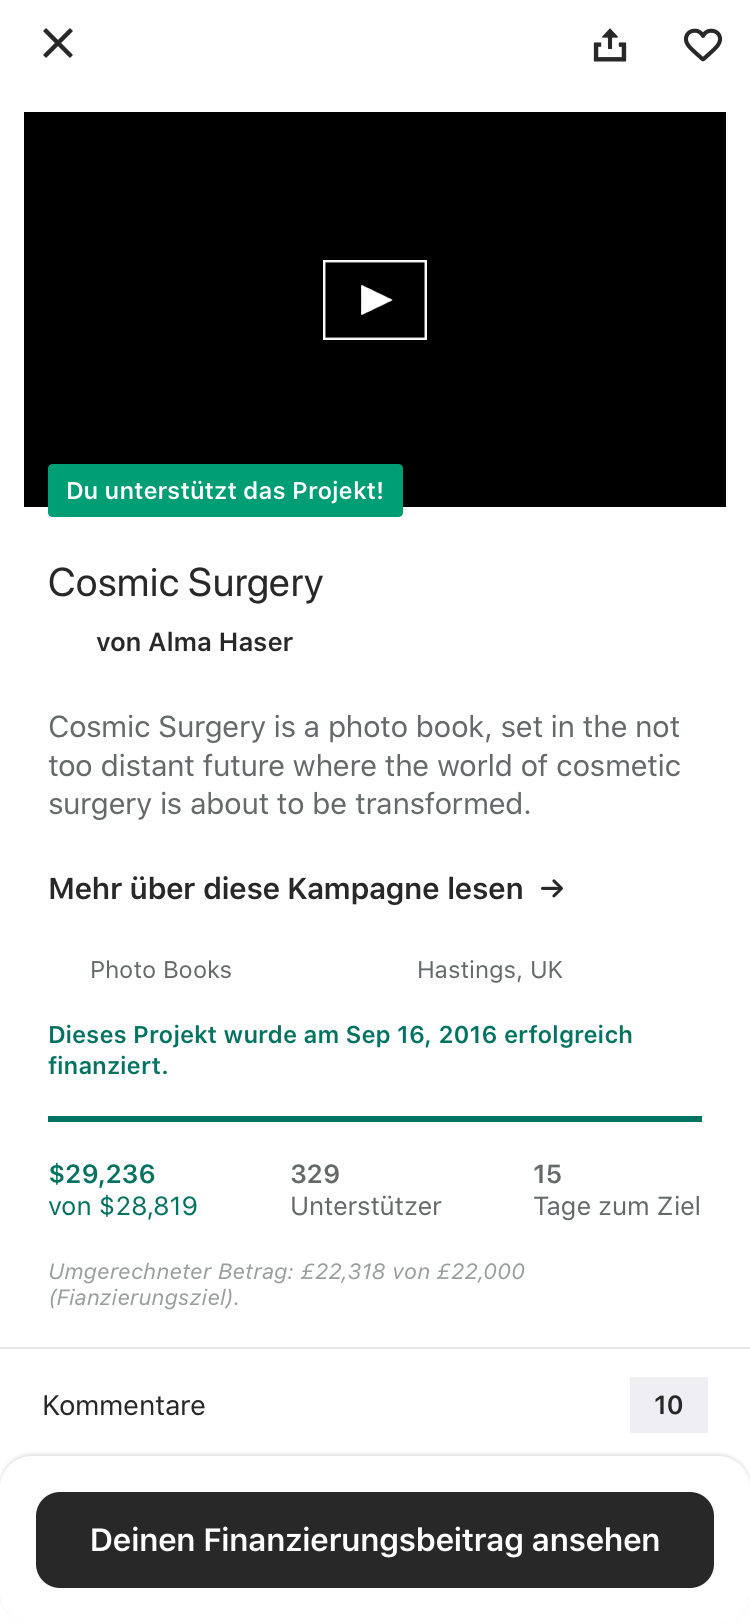 Du unterstützt das Projekt!
Cosmic Surgery
von Alma Haser
Cosmic Surgery is a photo book, set in the not
too distant future where the world of cosmetic
surgery is about to be transformed.
Mehr über diese Kampagne lesen →
Photo Books Hastings, UK
Dieses Projekt wurde am Sep 16, 2016 erfolgreich
finanziert.
$29,236 329 15
von $28,819 Unterstützer Tage zum Ziel
Umgerechneter Betrag: £22,318 von £22,000
(Fianzierungsziel).
Kommentare 10
Deinen Finanzierungsbeitrag ansehen